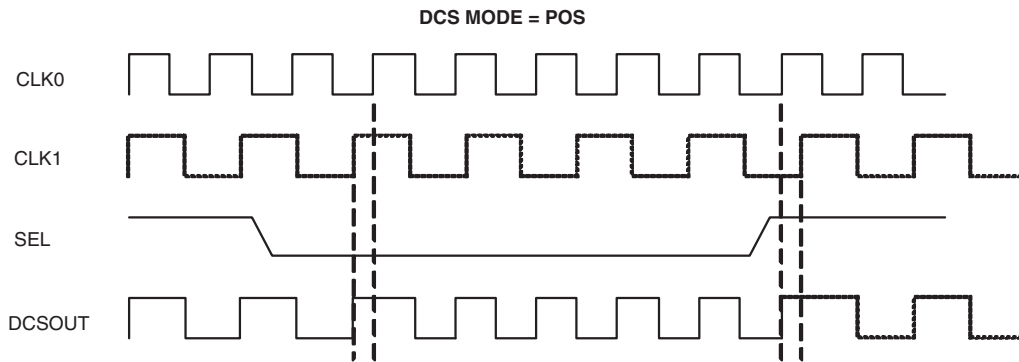 DCS MODE = POS
CLK0
CLK1
SEL
DCSOUT